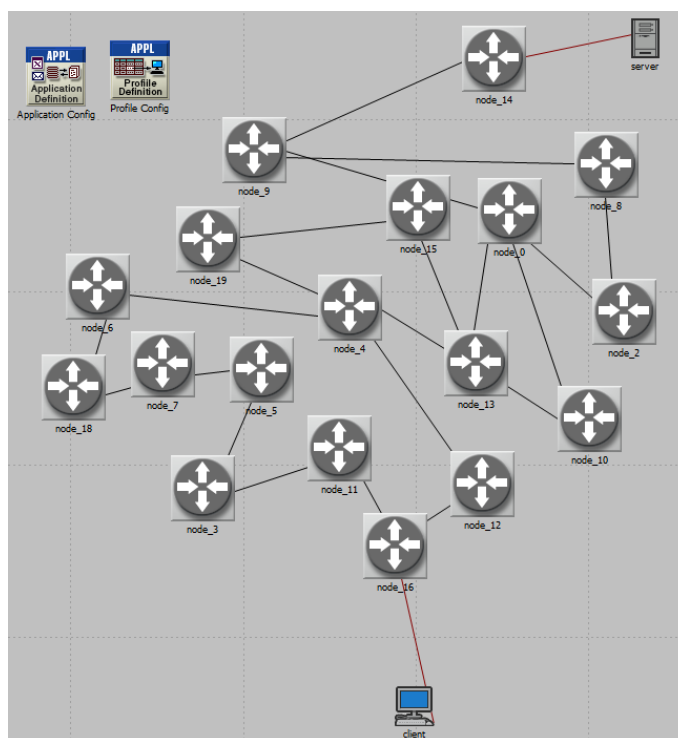 APPL
Application
Definition
Application Config
APPL
Profile
Definition
Profile Config
server
node_14
node_9
node_8
node_15
node_0
node_19
node_6
node_4
node_2
node_7
node_5
node_13
node_18
node_10
node_11
node_3
node_12
node_16
client